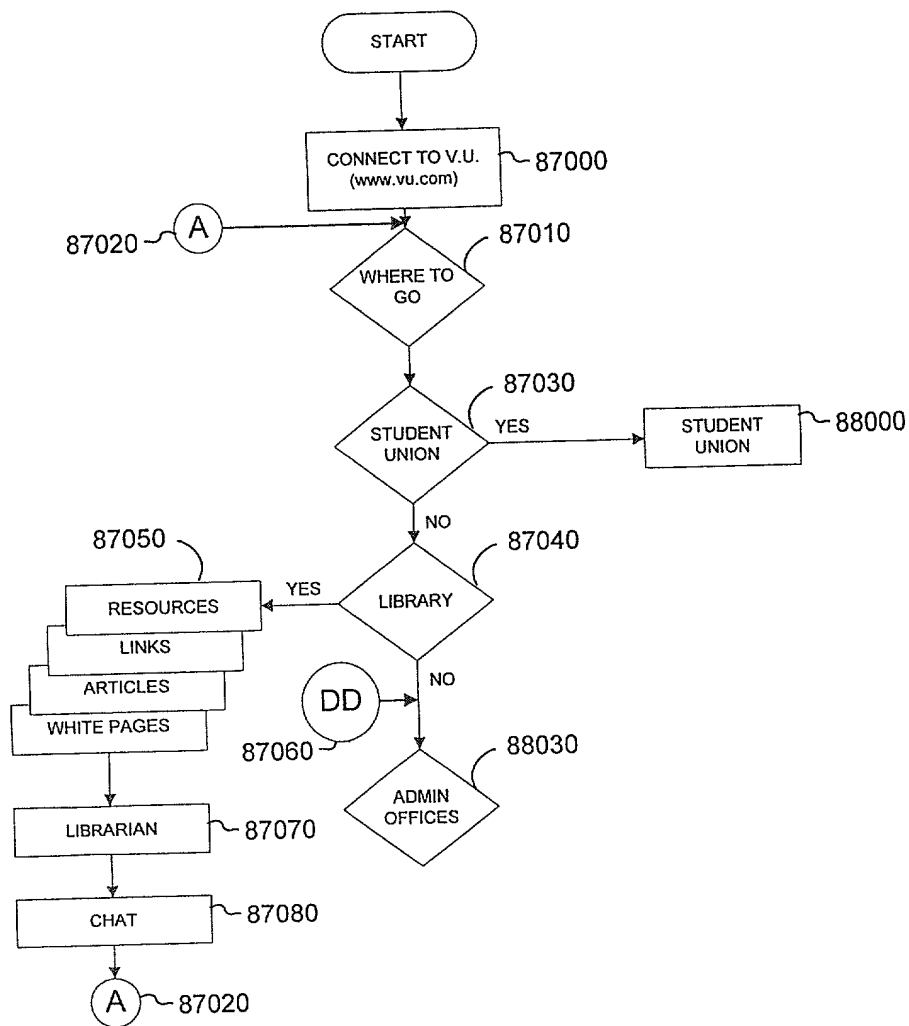 START
CONNECT TO V.U.
(www.vu.com)
87000
A
87020
87010
WHERE TO
GO
87030
STUDENT
UNION
YES
STUDENT
UNION
88000
NO
87050
87040
RESOURCES
YES
LIBRARY
LINKS
ARTICLES
WHITE PAGES
NO
DD
87060
88030
ADMIN
OFFICES
LIBRARIAN
87070
CHAT
87080
A
87020